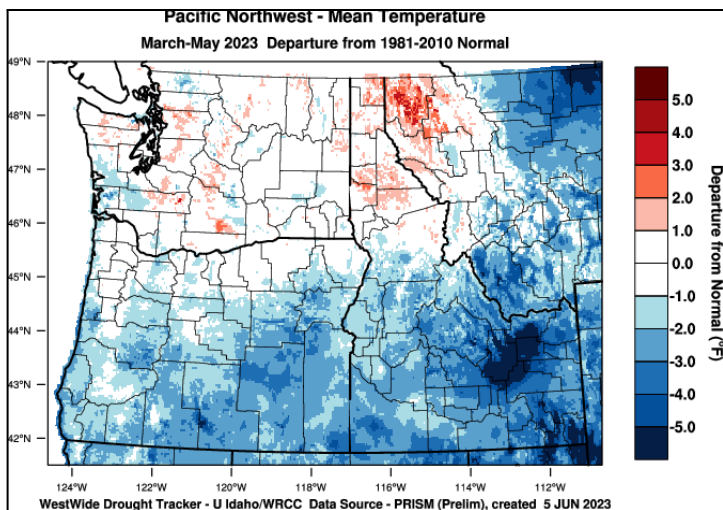 Pacific Northwest - Mean Temperature
March-May 2023 Departure from 1981-2010 Normal
49°N
48°N
47°N
46°N
45°N
44°N
43°N
42°N
124°W
122°W
120°W
118°W
116°W
114°W
112°W
5.0
4.0
3.0
2.0
1.0
0.0
-1.0
-2.0
-3.0
-4.0
-5.0
Departure from Normal (°F)
WestWide Drought Tracker - U Idaho/WRCC Data Source - PRISM (Prelim), created 5 JUN 2023